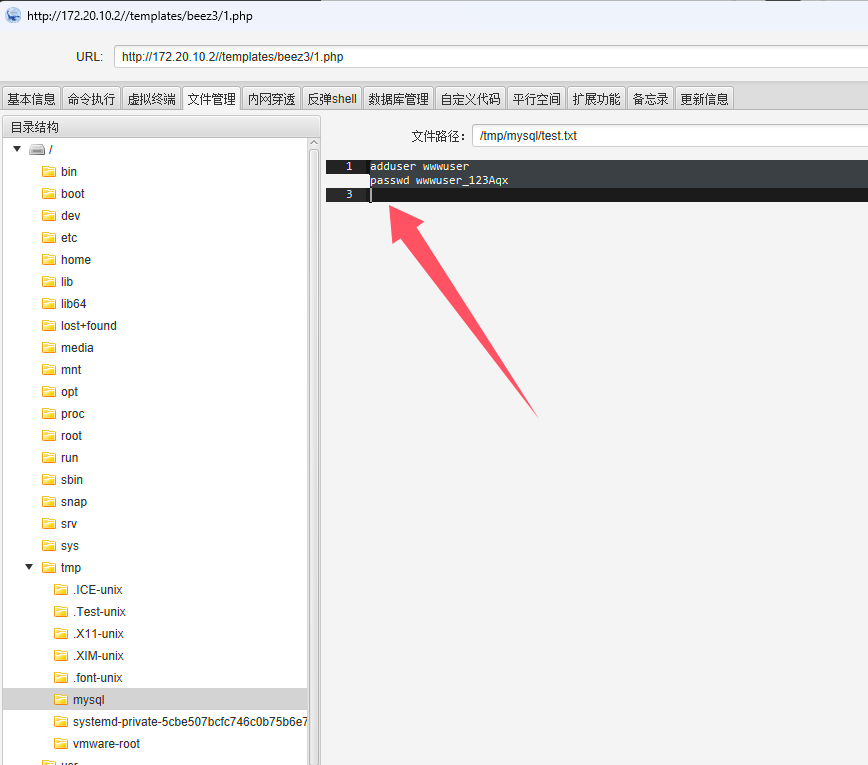 http://172.20.10.2//templates/beez3/1.php
URL: http://172.20.10.2//templates/beez3/1.php
基本信息 命令执行 虚拟终端 文件管理 内网穿透 反弹shell 数据库管理 自定义代码 平行空间 扩展功能 备忘录 更新信息
目录结构
文件路径: /tmp/mysql/test.txt
/
1 adduser wwwuser
passwd wwwuser_123Aqx
3
bin
boot
dev
etc
home
lib
lib64
lost+found
media
mnt
opt
proc
root
run
sbin
snap
srv
sys
tmp
.ICE-unix
.Test-unix
.X11-unix
.XIM-unix
.font-unix
mysql
systemd-private-5cbe507bcfc746c0b75b6e7
vmware-root